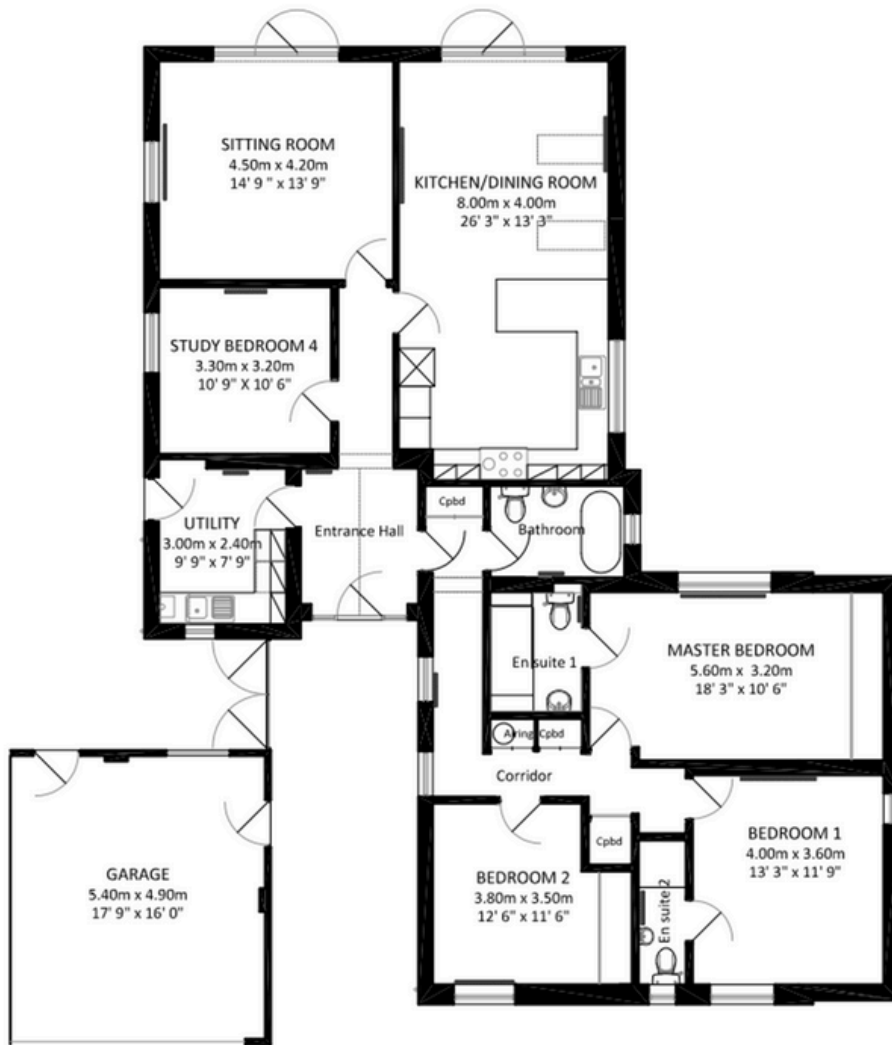 SITTING ROOM
4.50m x 4.20m
14' 9 " x 13' 9"
KITCHEN/DINING ROOM
8.00m x 4.00m
26' 3" x 13' 3"
STUDY BEDROOM 4
3.30m x 3.20m
10' 9" X 10' 6"
UTILITY
3.00m x 2.40m
9' 9" x 7' 9"
Entrance Hall
Cpbd
Bathroom
En suite 1
MASTER BEDROOM
5.60m x 3.20m
18' 3" x 10' 6"
Airing
Cpbd
Corridor
Cpbd
BEDROOM 1
4.00m x 3.60m
13' 3" x 11' 9"
BEDROOM 2
3.80m x 3.50m
12' 6" x 11' 6"
En suite 2
GARAGE
5.40m x 4.90m
17' 9" x 16' 0"